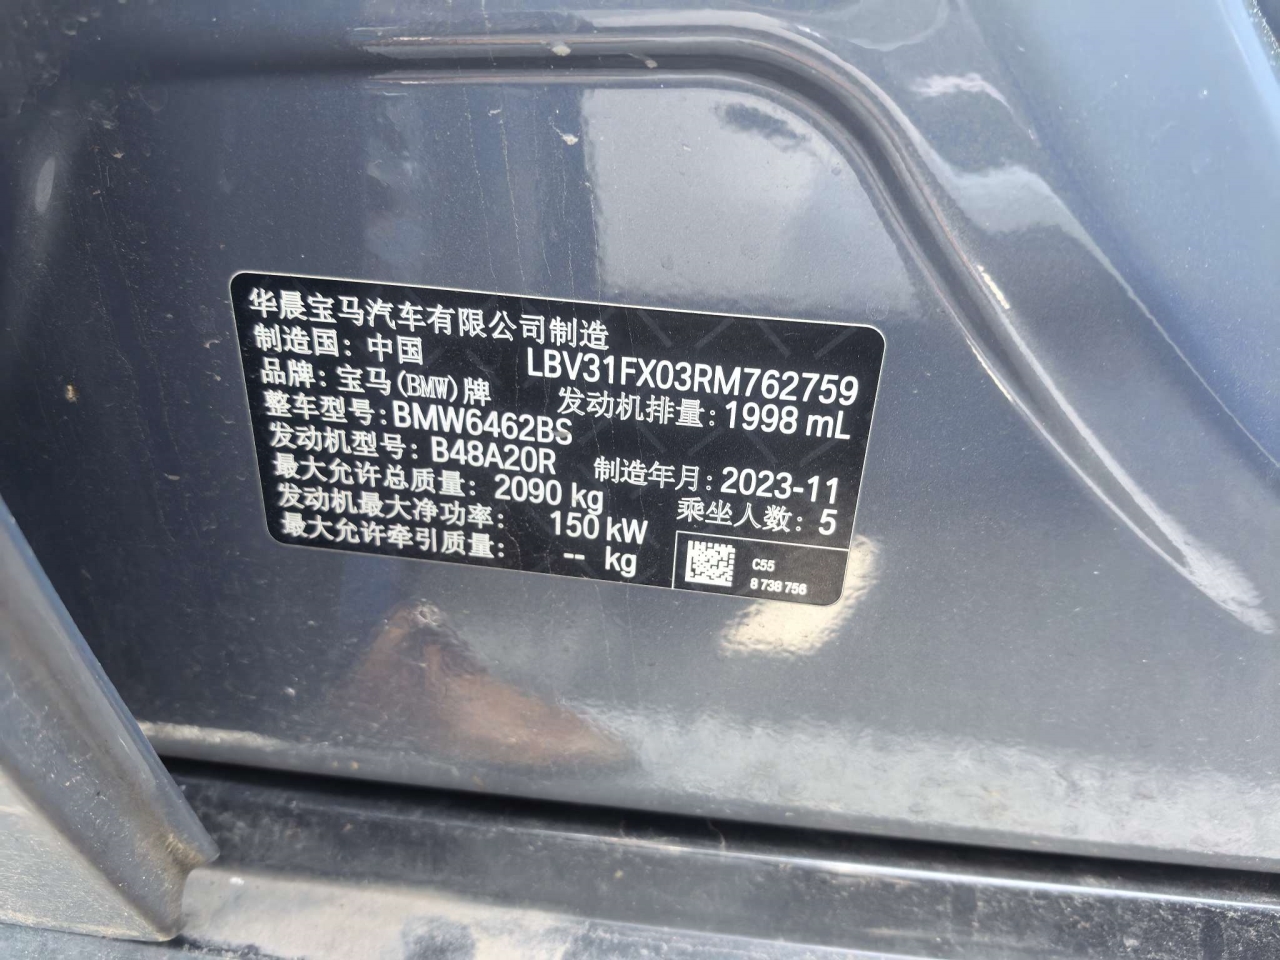 华晨宝马汽车有限公司制造
制造国：中国
LBV31FX03RM762759
品牌：宝马(BMW)牌
发动机排量：1998 mL
整车型号：BMW6462BS
发动机型号：B48A20R
制造年月：2023-11
最大允许总质量：2090 kg
乘坐人数：5
发动机最大净功率：150 kW
最大允许牵引质量：-- kg
C55
8 738 756